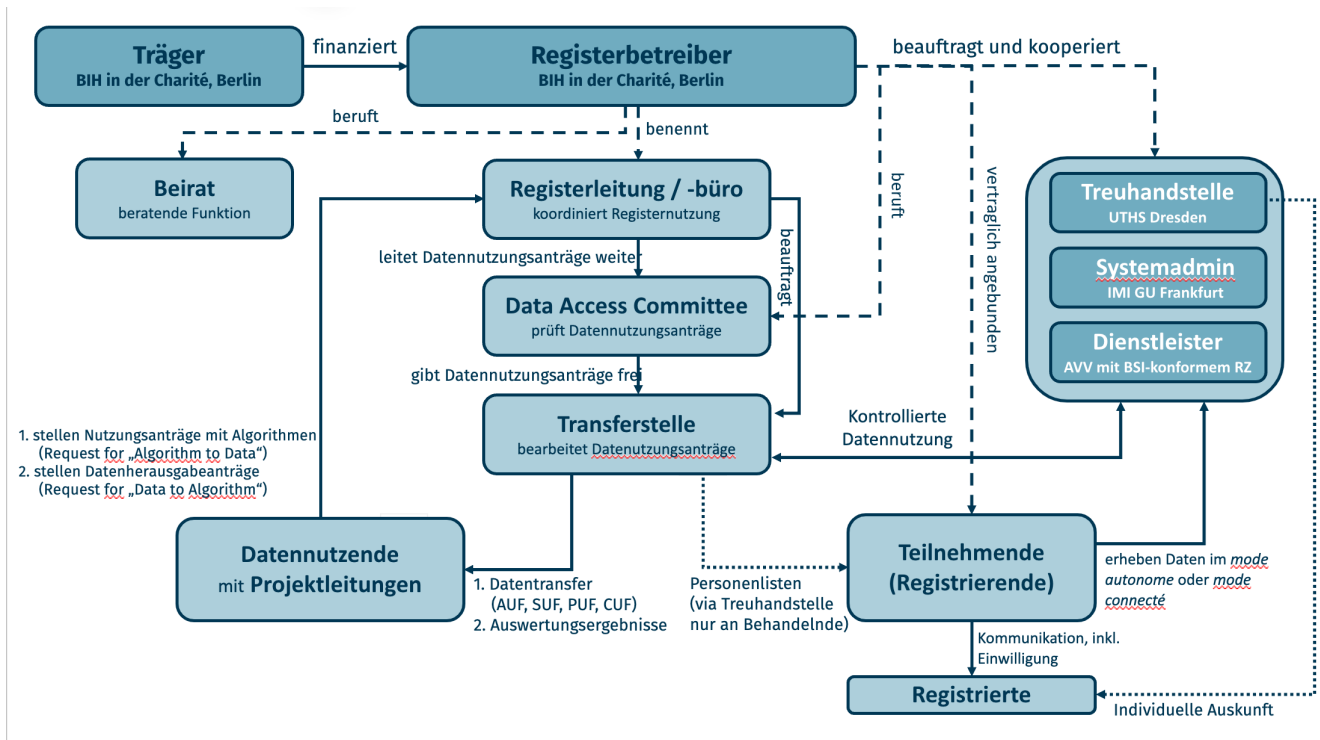 Träger
BIH in der Charité, Berlin
finanziert
Registerbetreiber
BIH in der Charité, Berlin
beauftragt und kooperiert
beruft
benennt
Beirat
beratende Funktion
Registerleitung / -büro
koordiniert Registernutzung
beruft
vertraglich angebunden
Treuhandstelle
UTHS Dresden
Systemadmin
IMI GU Frankfurt
Dienstleister
AVV mit BSI-konformem RZ
leitet Datennutzungsanträge weiter
beauftragt
Data Access Committee
prüft Datennutzungsanträge
gibt Datennutzungsanträge frei
Transferstelle
bearbeitet Datenutzungsanträge
Kontrollierte
Datennutzung
1. stellen Nutzungsanträge mit Algorithmen
(Request for „Algorithm to Data“)
2. stellen Datenherausgabeanträge
(Request for „Data to Algorithm“)
Datennutzende
mit Projektleitungen
1. Datentransfer
(AUF, SUF, PUF, CUF)
2. Auswertungsergebnisse
Personenlisten
(via Treuhandstelle
nur an Behandelnde)
Teilnehmende
(Registrierende)
erheben Daten im mode
autonome oder mode
connecté
Kommunikation, inkl.
Einwilligung
Registrierte
Individuelle Auskunft